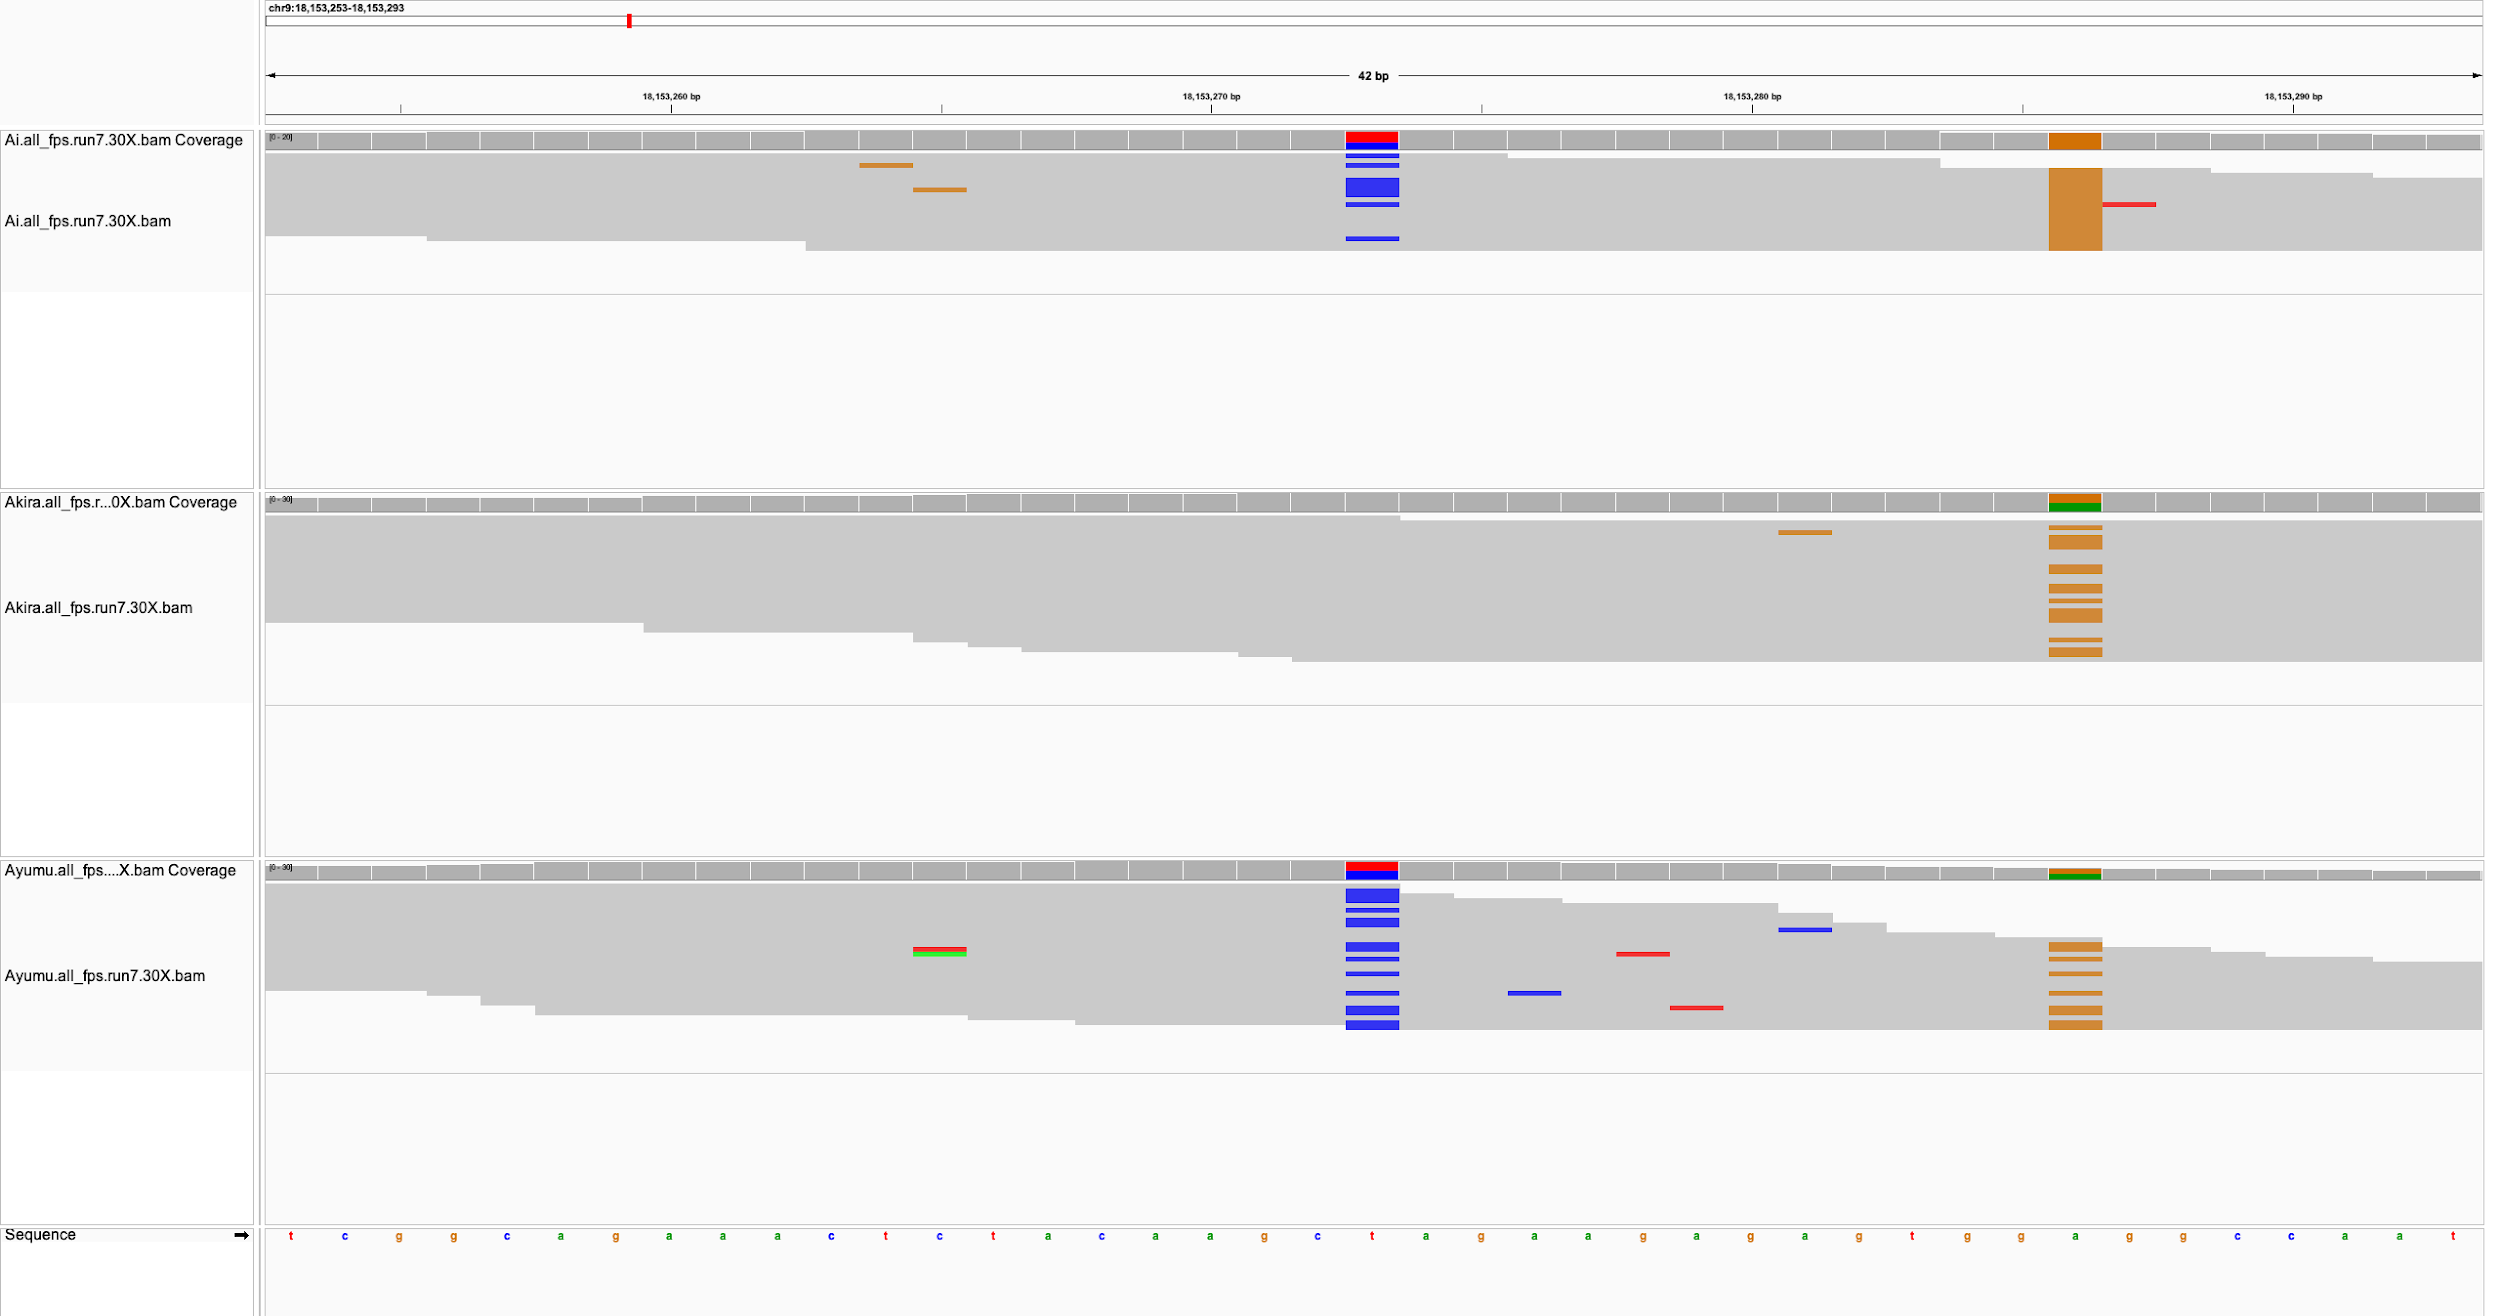 chr9:18,153,253-18,153,293
42 bp
18,153,260 bp 18,153,270 bp 18,153,280 bp 18,153,290 bp
Ai.all_fps.run7.30X.bam Coverage
[0 - 20]
Ai.all_fps.run7.30X.bam
Akira.all_fps.r...0X.bam Coverage
[0 - 30]
Akira.all_fps.run7.30X.bam
Ayumu.all_fps....X.bam Coverage
[0 - 30]
Ayumu.all_fps.run7.30X.bam
Sequence t c g g c a g a a a c t c t a c a a g c t a g a a g a g a g t g g a g g c c a a t